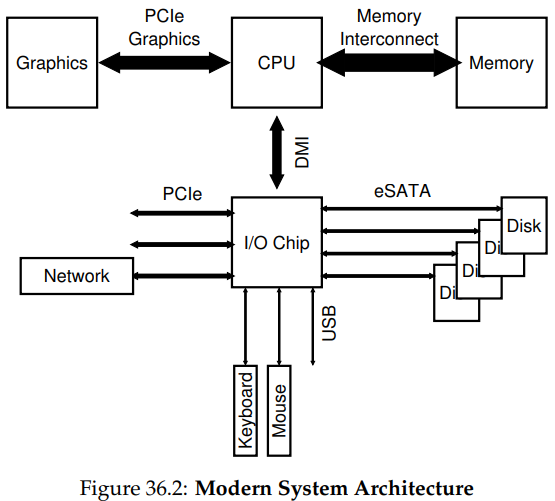 PCIe
Graphics
Memory
Interconnect
Graphics
CPU
Memory
DMI
PCIe
eSATA
I/O Chip
Disk
Di
Di
Di
Network
USB
Keyboard
Mouse
Figure 36.2: Modern System Architecture